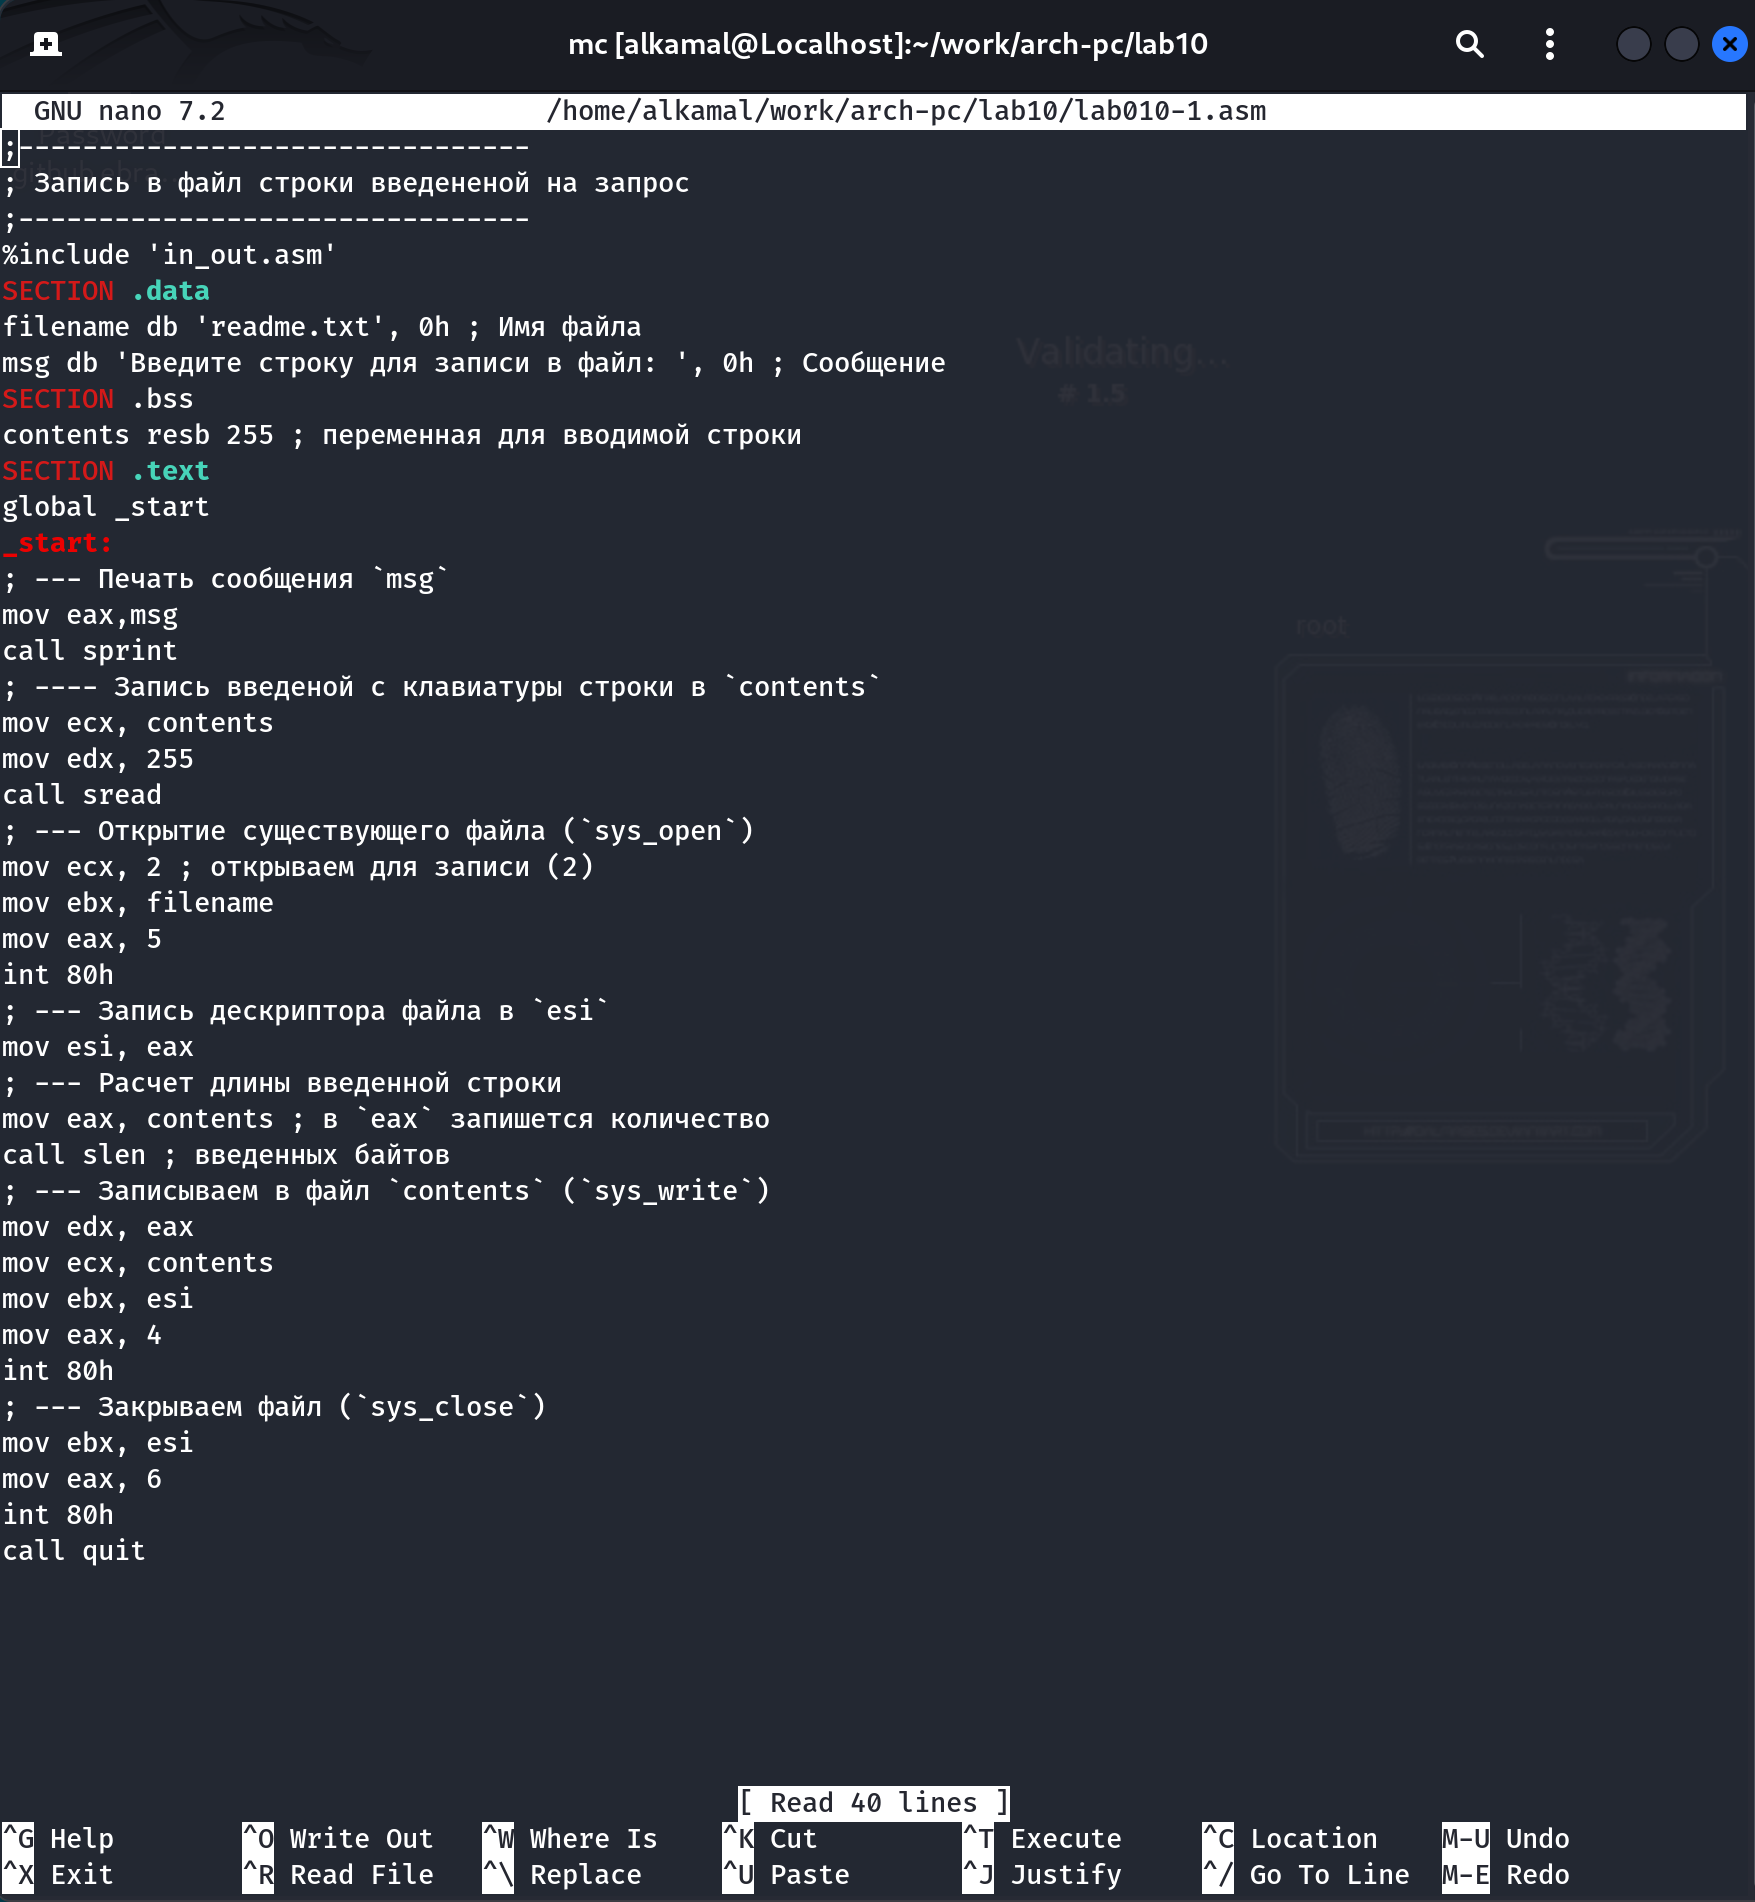 mc [alkamal@Localhost]:~/work/arch-pc/lab10
GNU nano 7.2 /home/alkamal/work/arch-pc/lab10/lab010-1.asm
Password
;--------------------------------
; Запись в файл строки введененой на запрос
;--------------------------------
%include 'in_out.asm'
SECTION .data
filename db 'readme.txt', 0h ; Имя файла
msg db 'Введите строку для записи в файл: ', 0h ; Сообщение
Validating...
SECTION .bss
# 1.5
contents resb 255 ; переменная для вводимой строки
SECTION .text
global _start
_start:
; --- Печать сообщения `msg`
mov eax,msg
root
call sprint
; ---- Запись введеной с клавиатуры строки в `contents`
mov ecx, contents
mov edx, 255
call sread
; --- Открытие существующего файла (`sys_open`)
mov ecx, 2 ; открываем для записи (2)
mov ebx, filename
mov eax, 5
int 80h
; --- Запись дескриптора файла в `esi`
mov esi, eax
; --- Расчет длины введенной строки
mov eax, contents ; в `eax` запишется количество
call slen ; введенных байтов
; --- Записываем в файл `contents` (`sys_write`)
mov edx, eax
mov ecx, contents
mov ebx, esi
mov eax, 4
int 80h
; --- Закрываем файл (`sys_close`)
mov ebx, esi
mov eax, 6
int 80h
call quit
[ Read 40 lines ]
^G Help ^O Write Out ^W Where Is ^K Cut ^T Execute ^C Location M-U Undo
^X Exit ^R Read File ^\ Replace ^U Paste ^J Justify ^/ Go To Line M-E Redo